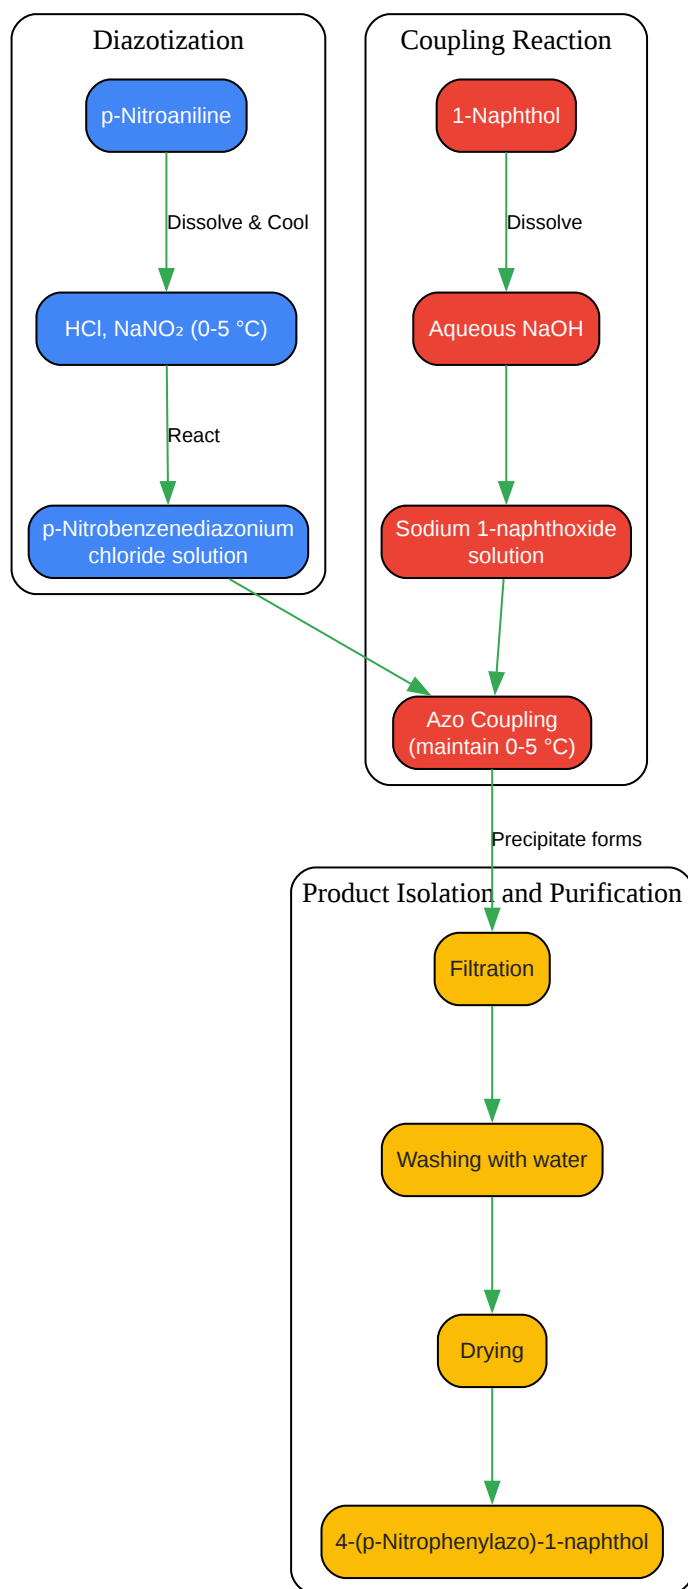 Diazotization
p-Nitroaniline
Dissolve & Cool
HCl, NaNO₂ (0-5 °C)
React
p-Nitrobenzenediazonium
chloride solution
Coupling Reaction
1-Naphthol
Dissolve
Aqueous NaOH
Sodium 1-naphthoxide
solution
Azo Coupling
(maintain 0-5 °C)
Precipitate forms
Product Isolation and Purification
Filtration
Washing with water
Drying
4-(p-Nitrophenylazo)-1-naphthol